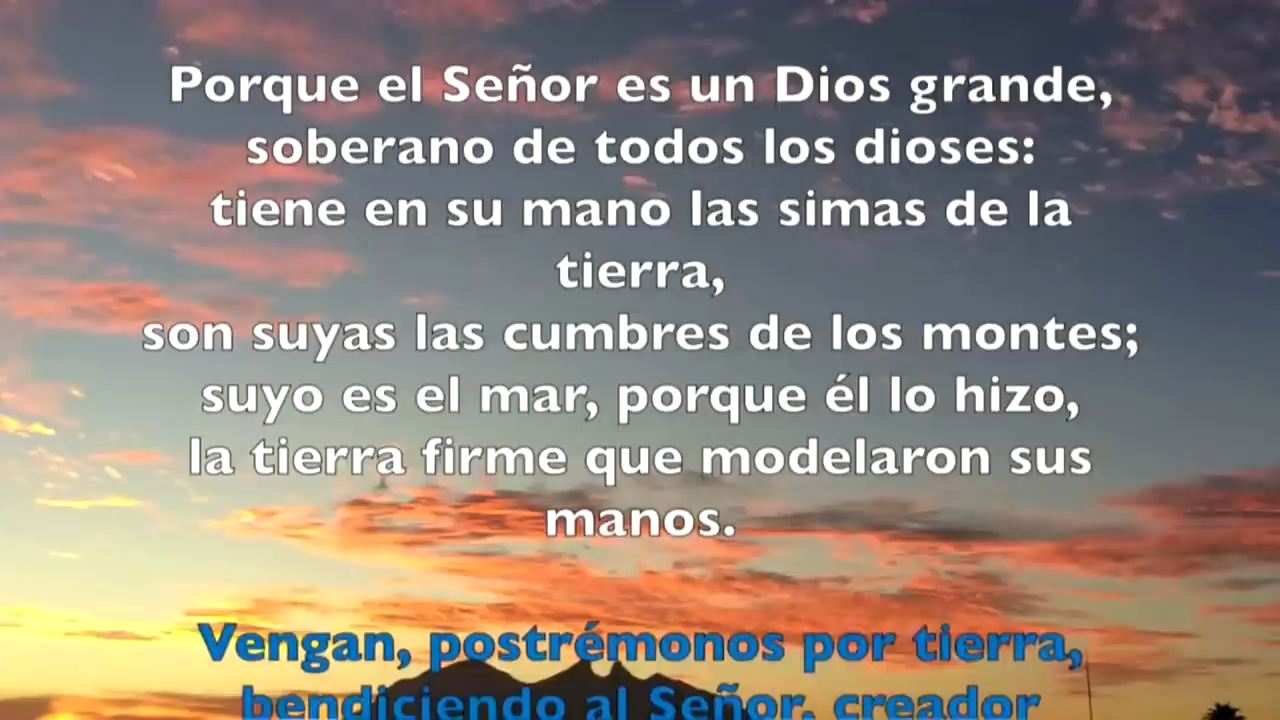 Porque el Señor es un Dios grande,
soberano de todos los dioses:
tiene en su mano las simas de la
tierra,
son suyas las cumbres de los montes;
suyo es el mar, porque él lo hizo,
la tierra firme que modelaron sus
manos.
Vengan, postrémonos por tierra,
bendiciendo al Señor, creador